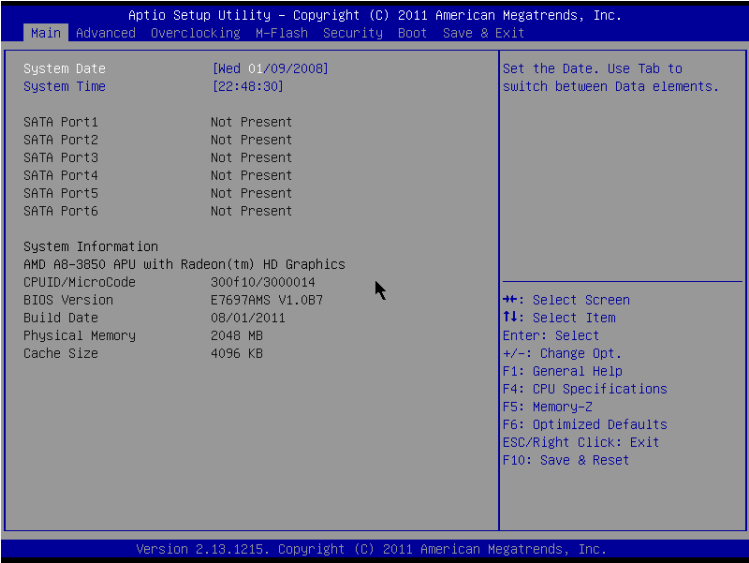 Aptio Setup Utility – Copyright (C) 2011 American Megatrends, Inc.
Main Advanced Overclocking M-Flash Security Boot Save & Exit
System Date [Wed 01/09/2008]
System Time [22:48:30]
SATA Port1 Not Present
SATA Port2 Not Present
SATA Port3 Not Present
SATA Port4 Not Present
SATA Port5 Not Present
SATA Port6 Not Present
System Information
AMD A8-3850 APU with Radeon(tm) HD Graphics
CPUID/MicroCode 300f10/3000014
BIOS Version E7697AMS V1.0B7
Build Date 08/01/2011
Physical Memory 2048 MB
Cache Size 4096 KB
Set the Date. Use Tab to
switch between Data elements.
→←: Select Screen
↑↓: Select Item
Enter: Select
+/-: Change Opt.
F1: General Help
F4: CPU Specifications
F5: Memory-Z
F6: Optimized Defaults
ESC/Right Click: Exit
F10: Save & Reset
Version 2.13.1215. Copyright (C) 2011 American Megatrends, Inc.